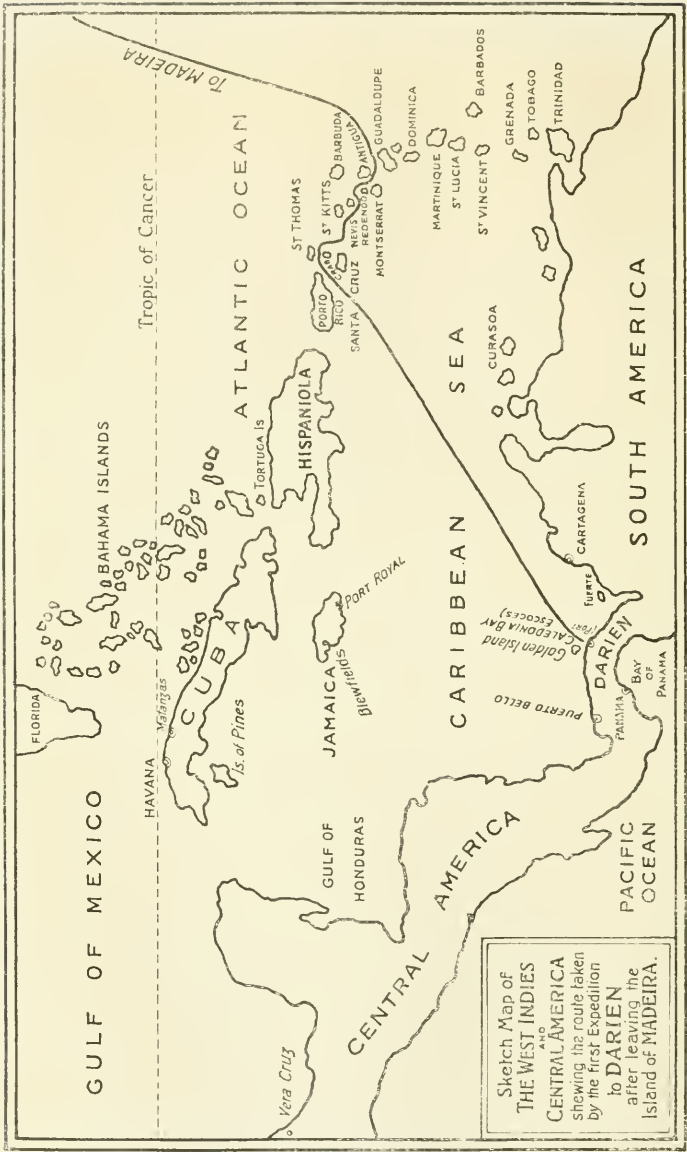 GULF OF MEXICO
FLORIDA
BAHAMA ISLANDS
Tropic of Cancer
TO MADEIRA
ATLANTIC OCEAN
HAVANA
Matanzas
CUBA
Is. of Pines
TORTUGA IS
HISPANIOLA
PORTO
RICO
ST THOMAS
CRAB
SANTA CRUZ
ST KITTS
NEVIS
REDENDO
BARBUDA
ANTIGUA
MONTSERRAT
GUADALDUPE
DOMINICA
MARTINIQUE
ST LUCIA
ST VINCENT
BARBADOS
GRENADA
TOBAGO
TRINIDAD
JAMAICA
PORT ROYAL
Blewfields
GULF OF
HONDURAS
CARIBBEAN SEA
CURASOA
Vera Cruz
CENTRAL AMERICA
PUERTO BELLO
Golden Island
CALEDONIA BAY
(PORT
ESCOCES)
DARIEN
FUERTE
CARTAGENA
PANAMA
BAY
OF
PANAMA
SOUTH AMERICA
PACIFIC
OCEAN
Sketch Map of
THE WEST INDIES
AND
CENTRAL AMERICA
shewing the route taken
by the first Expedition
to DARIEN
after leaving the
Island of MADEIRA.